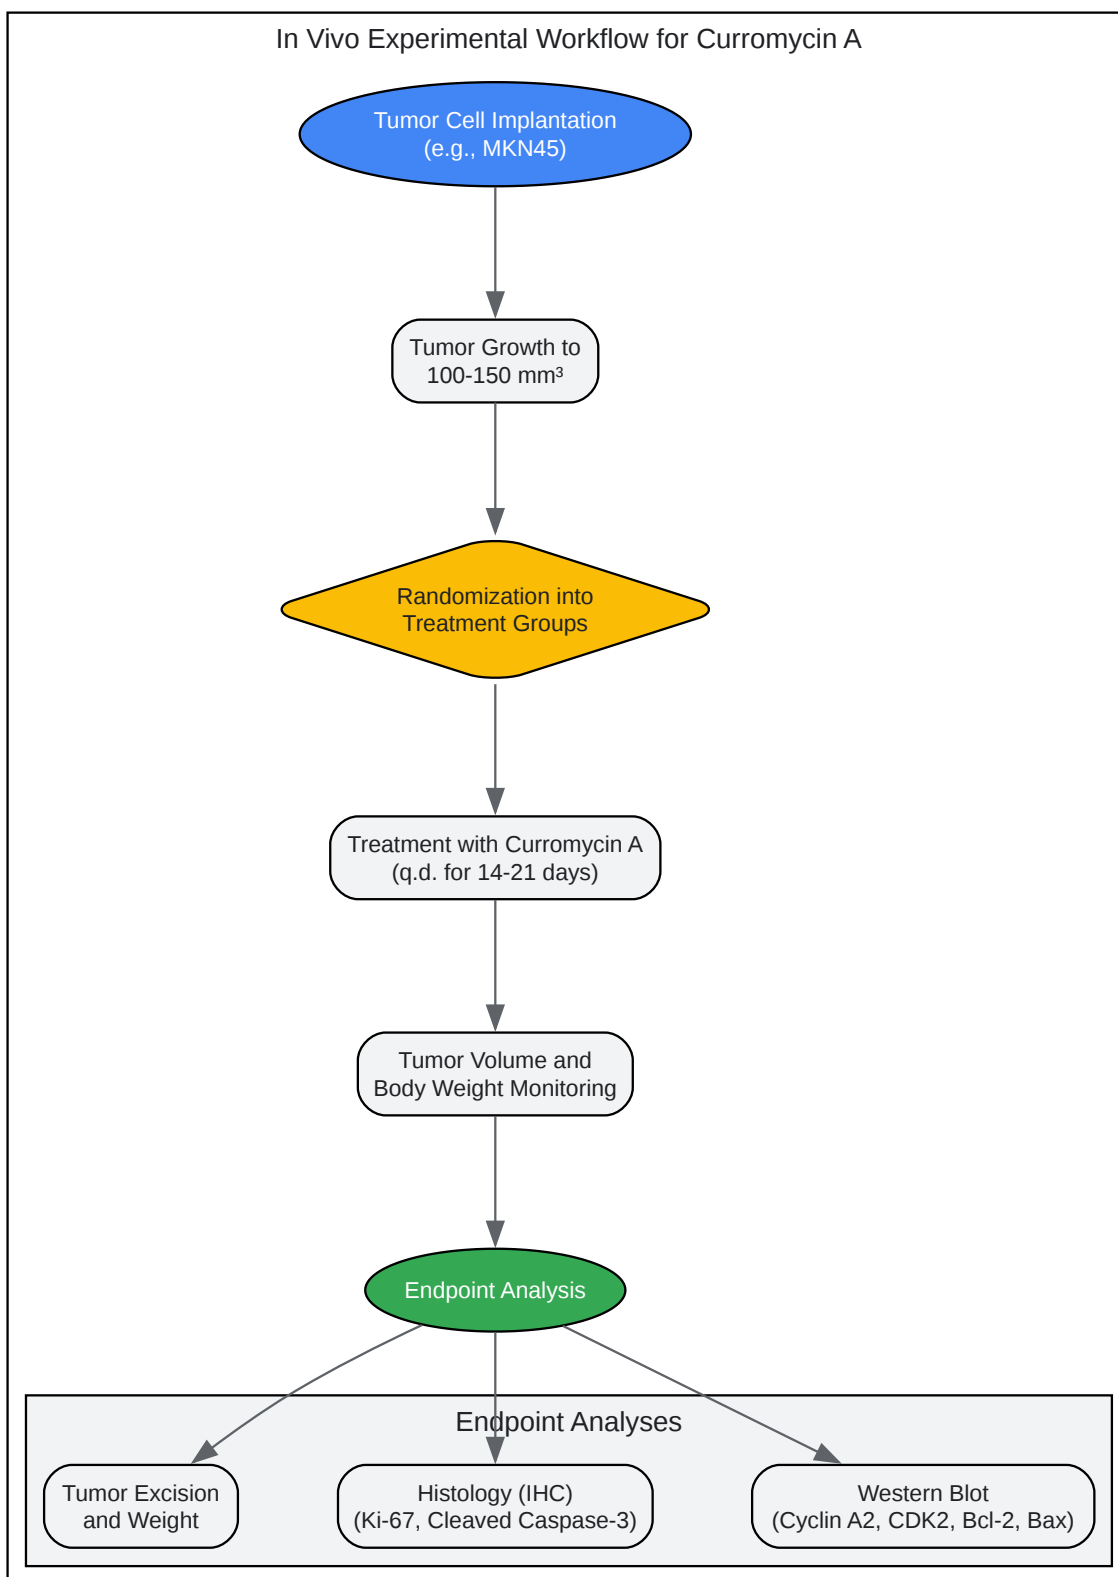 In Vivo Experimental Workflow for Curromycin A
Tumor Cell Implantation
(e.g., MKN45)
Tumor Growth to
100-150 mm³
Randomization into
Treatment Groups
Treatment with Curromycin A
(q.d. for 14-21 days)
Tumor Volume and
Body Weight Monitoring
Endpoint Analysis
Endpoint Analyses
Tumor Excision
and Weight
Histology (IHC)
(Ki-67, Cleaved Caspase-3)
Western Blot
(Cyclin A2, CDK2, Bcl-2, Bax)